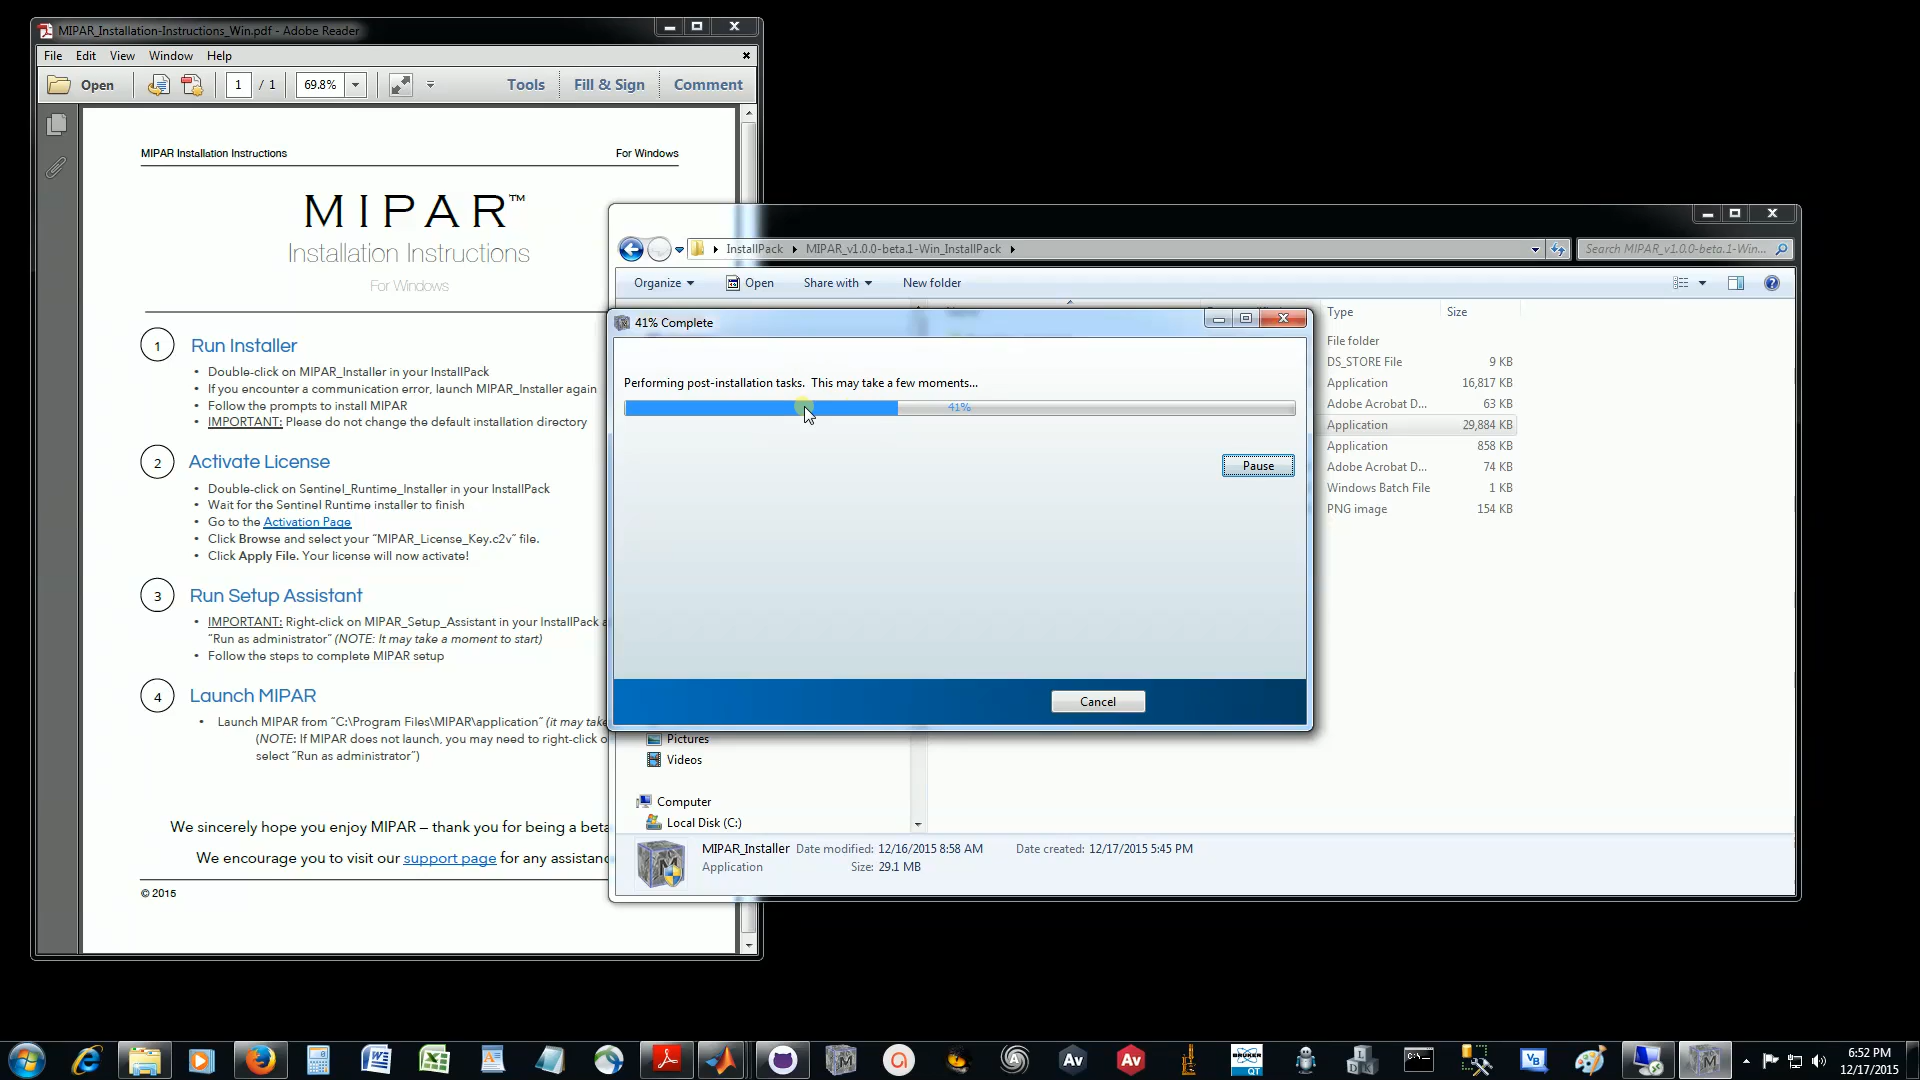 MIPAR_Installation-Instructions_Win.pdf - Adobe Reader
File Edit View Window Help
Open 1 / 1 69.8% Tools Fill & Sign Comment
MIPAR Installation Instructions For Windows
MIPAR™
Installation Instructions
For Windows
1 Run Installer
• Double-click on MIPAR_Installer in your InstallPack
• If you encounter a communication error, launch MIPAR_Installer again
• Follow the prompts to install MIPAR
• IMPORTANT: Please do not change the default installation directory
2 Activate License
• Double-click on Sentinel_Runtime_Installer in your InstallPack
• Wait for the Sentinel Runtime installer to finish
• Go to the Activation Page
• Click Browse and select your “MIPAR_License_Key.c2v” file.
• Click Apply File. Your license will now activate!
3 Run Setup Assistant
• IMPORTANT: Right-click on MIPAR_Setup_Assistant in your InstallPack
“Run as administrator” (NOTE: It may take a moment to start)
• Follow the steps to complete MIPAR setup
4 Launch MIPAR
• Launch MIPAR from “C:\Program Files\MIPAR\application” (it may take
(NOTE: If MIPAR does not launch, you may need to right-click
select “Run as administrator”)
We sincerely hope you enjoy MIPAR – thank you for being a beta
We encourage you to visit our support page for any assistanc
© 2015
InstallPack MIPAR_v1.0.0-beta.1-Win_InstallPack
Search MIPAR_v1.0.0-beta.1-Win...
Organize Open Share with New folder
Type Size
File folder
DS_STORE File 9 KB
Application 16,817 KB
Adobe Acrobat D... 63 KB
Application 29,884 KB
Application 858 KB
Adobe Acrobat D... 74 KB
Windows Batch File 1 KB
PNG image 154 KB
41% Complete
Performing post-installation tasks. This may take a few moments...
41%
Pause
Cancel
Pictures
Videos
Computer
Local Disk (C:)
MIPAR_Installer Date modified: 12/16/2015 8:58 AM Date created: 12/17/2015 5:45 PM
Application Size: 29.1 MB
6:52 PM
12/17/2015